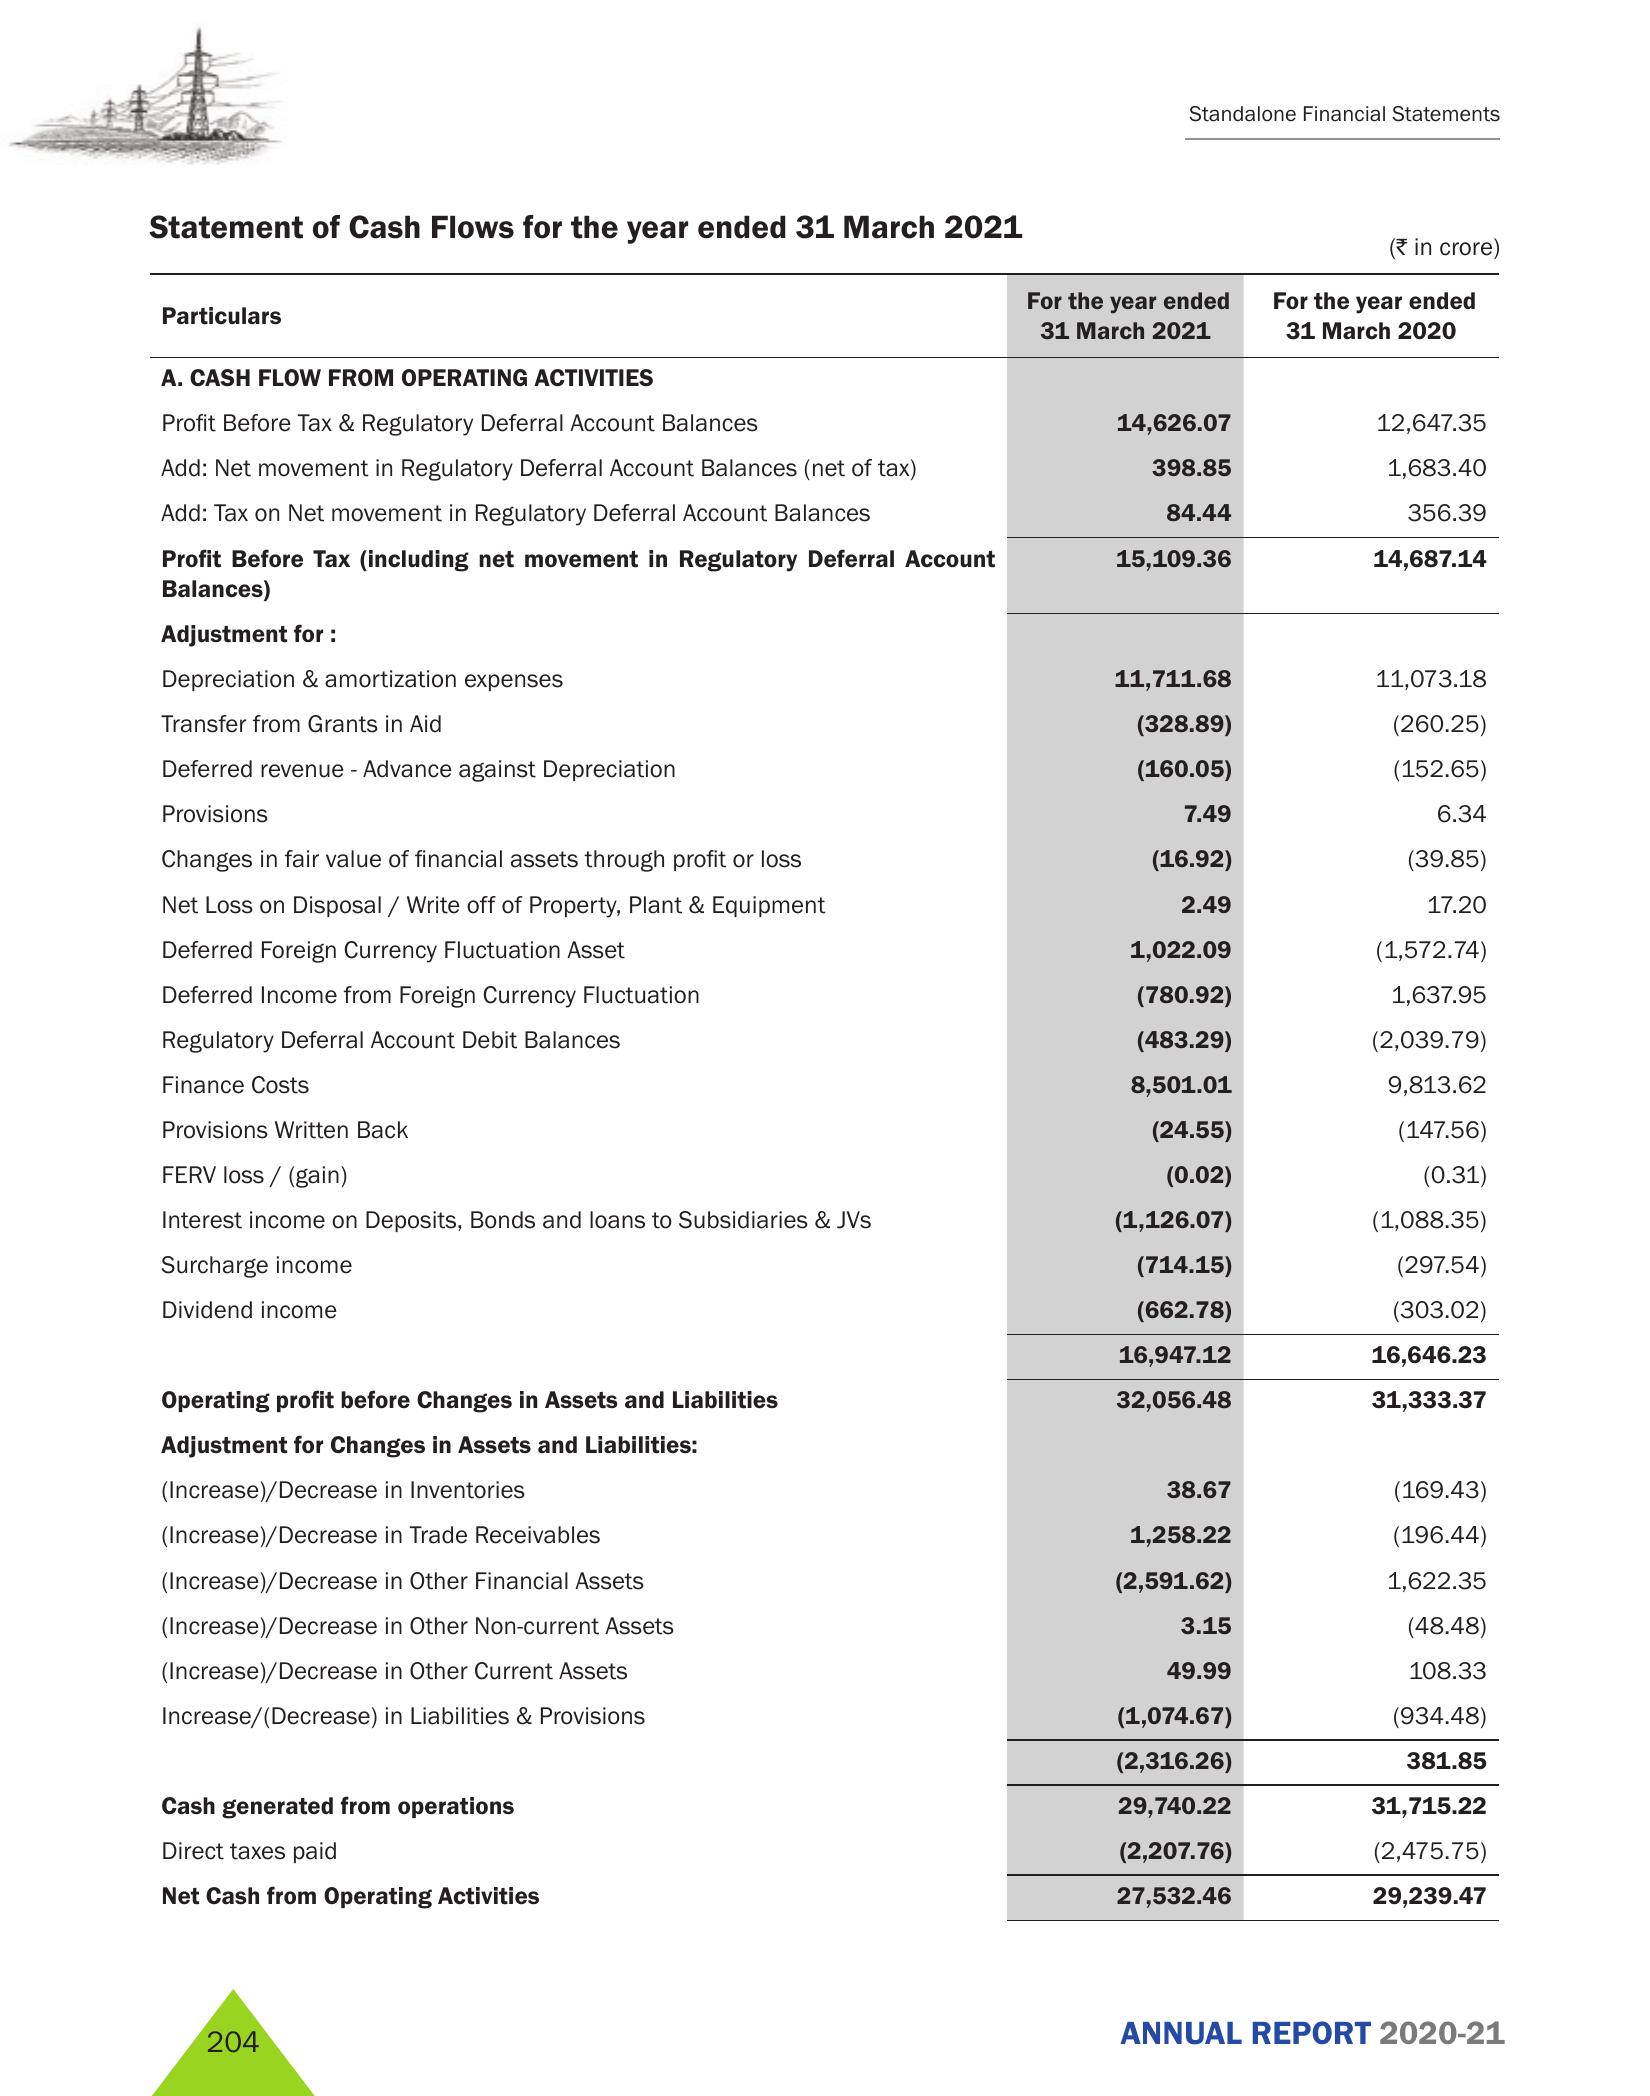 Standalone Financial Statements
Statement of Cash Flows for the year ended 31 March 2021
(₹ in crore)
Particulars For the year ended 31 March 2021 For the year ended 31 March 2020
A. CASH FLOW FROM OPERATING ACTIVITIES
Profit Before Tax & Regulatory Deferral Account Balances 14,626.07 12,647.35
Add: Net movement in Regulatory Deferral Account Balances (net of tax) 398.85 1,683.40
Add: Tax on Net movement in Regulatory Deferral Account Balances 84.44 356.39
Profit Before Tax (including net movement in Regulatory Deferral Account 15,109.36 14,687.14
Balances)
Adjustment for :
Depreciation & amortization expenses 11,711.68 11,073.18
Transfer from Grants in Aid (328.89) (260.25)
Deferred revenue - Advance against Depreciation (160.05) (152.65)
Provisions 7.49 6.34
Changes in fair value of financial assets through profit or loss (16.92) (39.85)
Net Loss on Disposal / Write off of Property, Plant & Equipment 2.49 17.20
Deferred Foreign Currency Fluctuation Asset 1,022.09 (1,572.74)
Deferred Income from Foreign Currency Fluctuation (780.92) 1,637.95
Regulatory Deferral Account Debit Balances (483.29) (2,039.79)
Finance Costs 8,501.01 9,813.62
Provisions Written Back (24.55) (147.56)
FERV loss / (gain) (0.02) (0.31)
Interest income on Deposits, Bonds and loans to Subsidiaries & JVs (1,126.07) (1,088.35)
Surcharge income (714.15) (297.54)
Dividend income (662.78) (303.02)
16,947.12 16,646.23
Operating profit before Changes in Assets and Liabilities 32,056.48 31,333.37
Adjustment for Changes in Assets and Liabilities:
(Increase)/Decrease in Inventories 38.67 (169.43)
(Increase)/Decrease in Trade Receivables 1,258.22 (196.44)
(Increase)/Decrease in Other Financial Assets (2,591.62) 1,622.35
(Increase)/Decrease in Other Non-current Assets 3.15 (48.48)
(Increase)/Decrease in Other Current Assets 49.99 108.33
Increase/(Decrease) in Liabilities & Provisions (1,074.67) (934.48)
(2,316.26) 381.85
Cash generated from operations 29,740.22 31,715.22
Direct taxes paid (2,207.76) (2,475.75)
Net Cash from Operating Activities 27,532.46 29,239.47
204
ANNUAL REPORT 2020-21